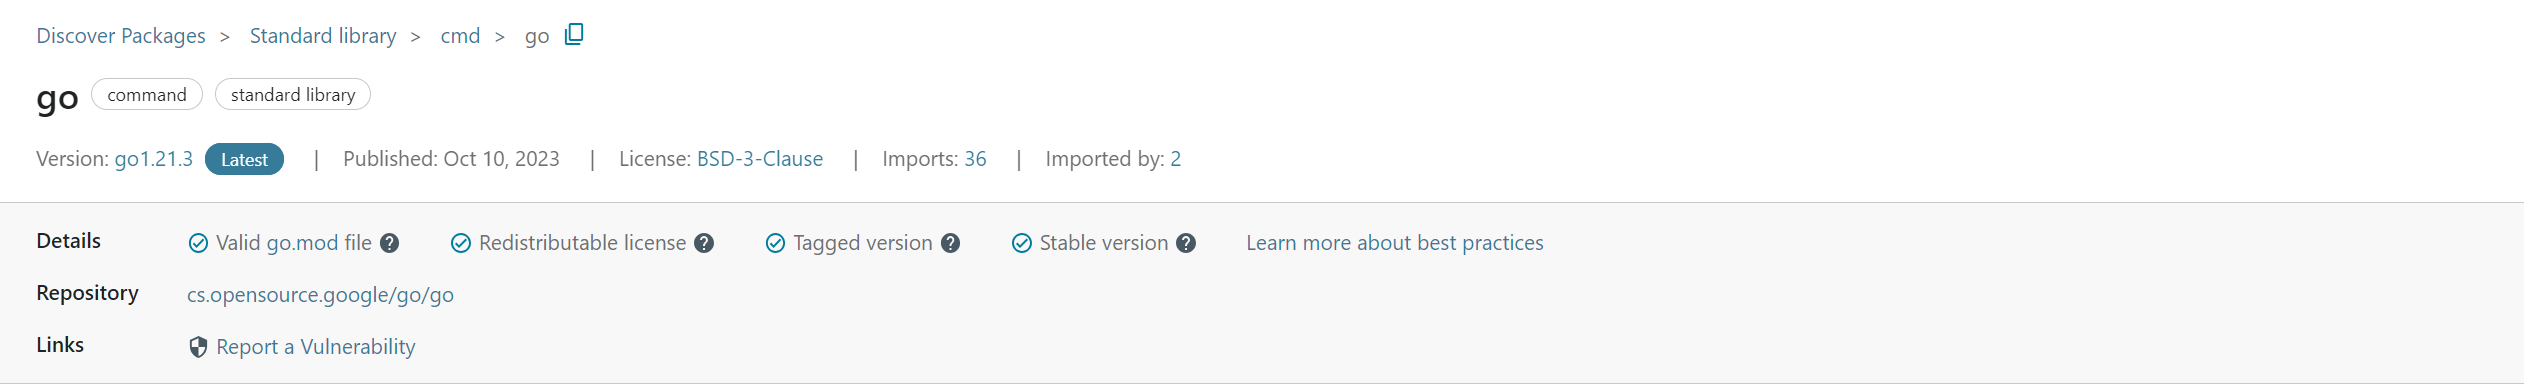 Discover Packages > Standard library > cmd > go
go command standard library
Version: go1.21.3 Latest | Published: Oct 10, 2023 | License: BSD-3-Clause | Imports: 36 | Imported by: 2
Details Valid go.mod file ? Redistributable license ? Tagged version ? Stable version ? Learn more about best practices
Repository cs.opensource.google/go/go
Links Report a Vulnerability